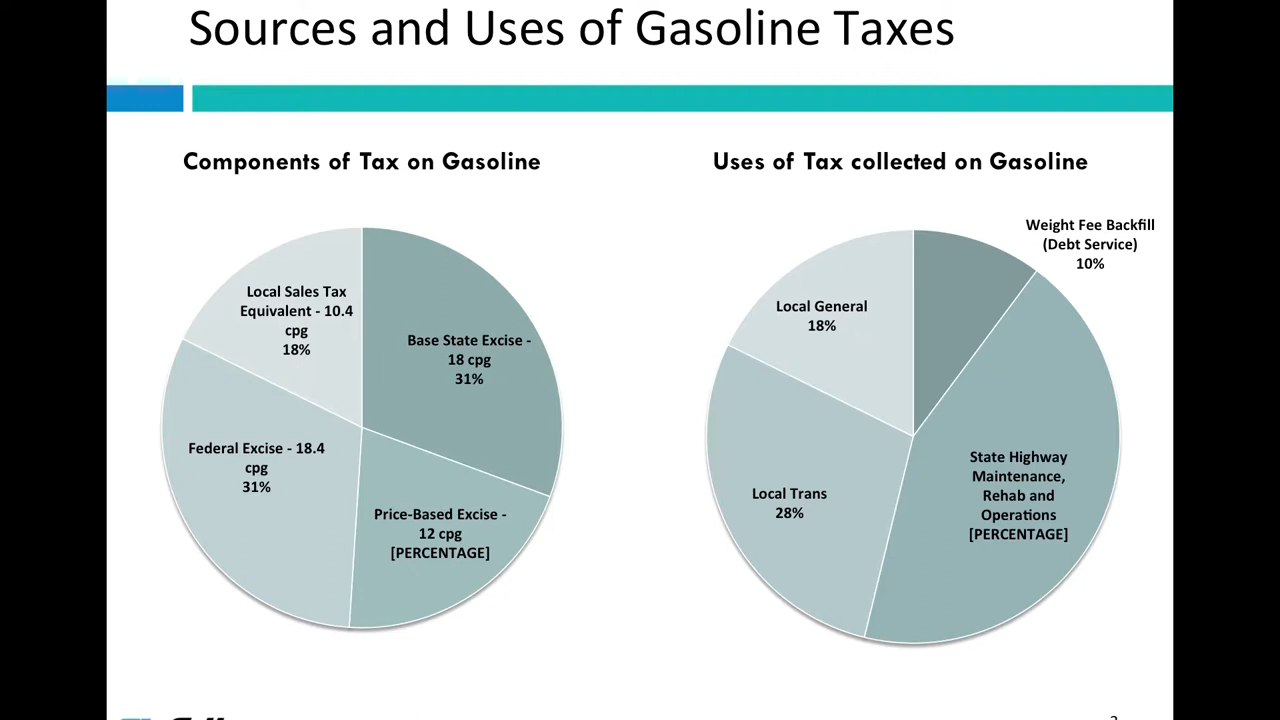 Sources and Uses of Gasoline Taxes
Components of Tax on Gasoline
Local Sales Tax
Equivalent - 10.4
cpg
18%
Base State Excise -
18 cpg
31%
Federal Excise - 18.4
cpg
31%
Price-Based Excise -
12 cpg
[PERCENTAGE]
Uses of Tax collected on Gasoline
Weight Fee Backfill
(Debt Service)
10%
Local General
18%
State Highway
Maintenance,
Rehab and
Operations
[PERCENTAGE]
Local Trans
28%